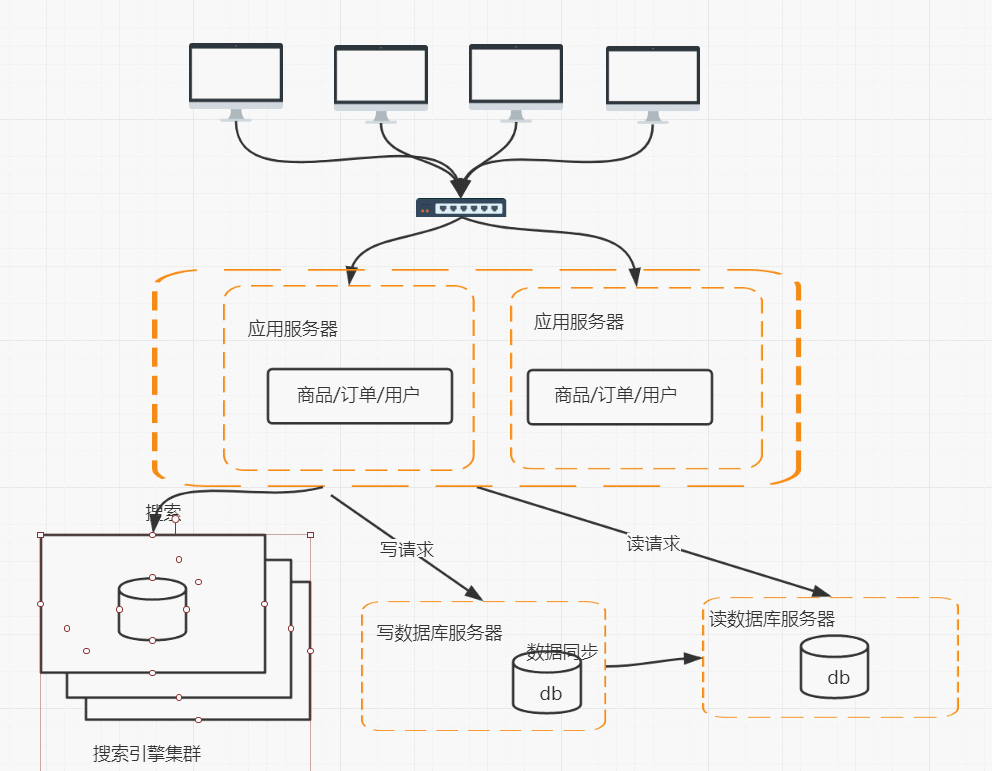 应用服务器
应用服务器
商品/订单/用户
商品/订单/用户
搜索
写请求
读请求
写数据库服务器
读数据库服务器
数据同步
db
db
搜索引擎集群